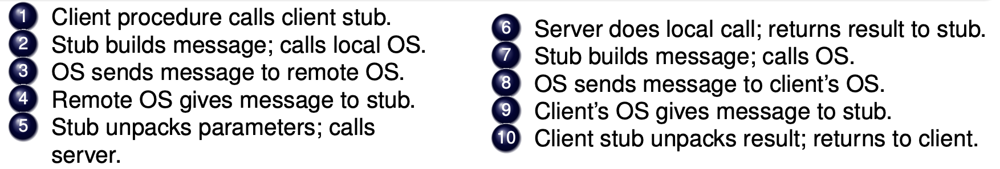 1 Client procedure calls client stub.
2 Stub builds message; calls local OS.
3 OS sends message to remote OS.
4 Remote OS gives message to stub.
5 Stub unpacks parameters; calls
server.
6 Server does local call; returns result to stub.
7 Stub builds message; calls OS.
8 OS sends message to client’s OS.
9 Client’s OS gives message to stub.
10 Client stub unpacks result; returns to client.